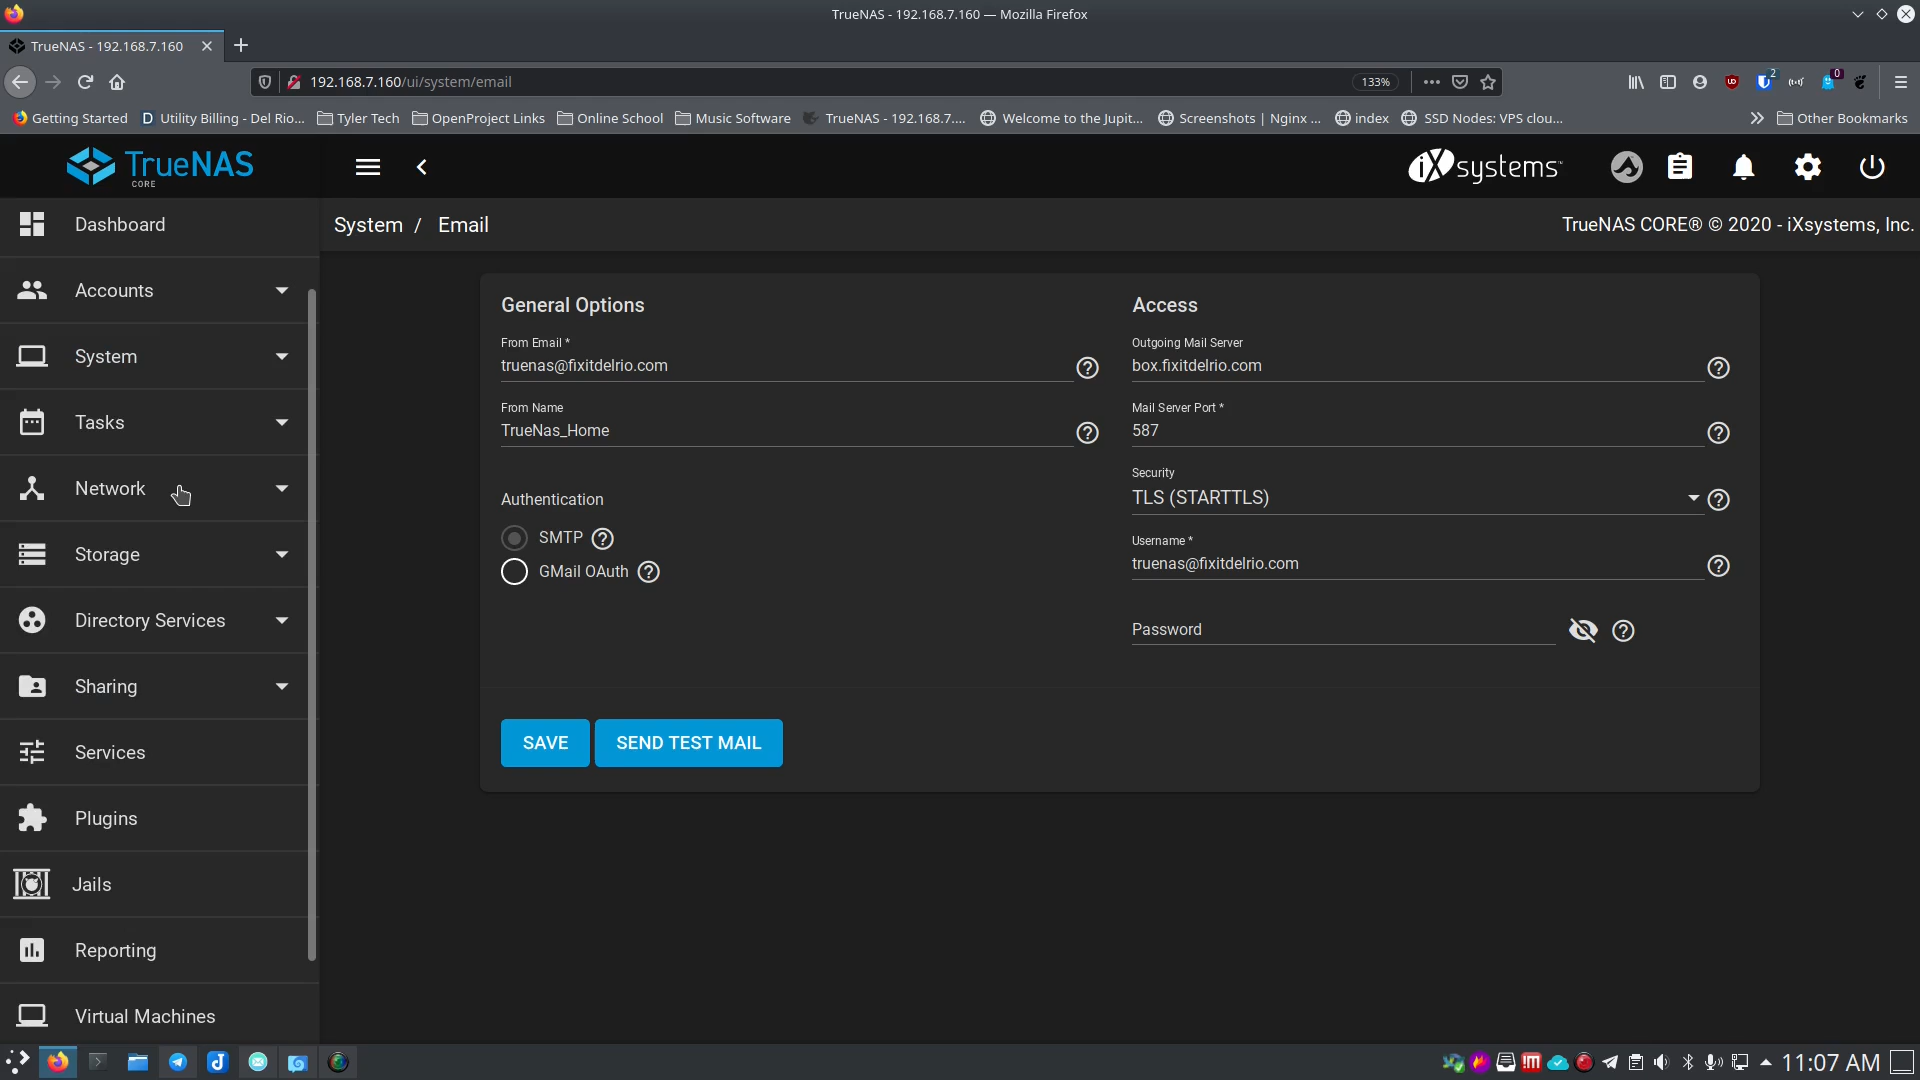 TrueNAS - 192.168.7.160 — Mozilla Firefox
TrueNAS - 192.168.7.160
192.168.7.160/ui/system/email
133%
2
0
Getting Started
Utility Billing - Del Rio...
Tyler Tech
OpenProject Links
Online School
Music Software
TrueNAS - 192.168.7....
Welcome to the Jupit...
Screenshots | Nginx ...
index
SSD Nodes: VPS clou...
Other Bookmarks
TrueNAS
CORE
iXsystems
System / Email
TrueNAS CORE® © 2020 - iXsystems, Inc.
Dashboard
Accounts
System
Tasks
Network
Storage
Directory Services
Sharing
Services
Plugins
Jails
Reporting
Virtual Machines
General Options
From Email *
truenas@fixitdelrio.com
From Name
TrueNas_Home
Authentication
SMTP
GMail OAuth
Access
Outgoing Mail Server
box.fixitdelrio.com
Mail Server Port *
587
Security
TLS (STARTTLS)
Username *
truenas@fixitdelrio.com
Password
SAVE
SEND TEST MAIL
11:07 AM